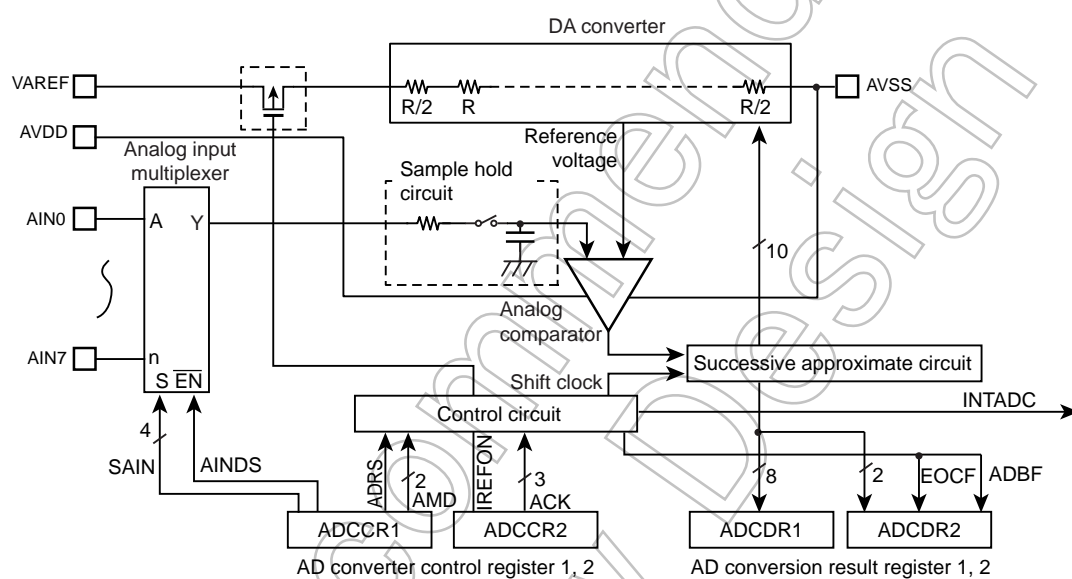 DA converter
VAREF
R/2
R
R/2
AVSS
AVDD
Reference
voltage
Analog input
multiplexer
Sample hold
circuit
AIN0
A
Y
10
Analog
comparator
AIN7
n
S EN
Successive approximate circuit
Shift clock
INTADC
Control circuit
4
SAIN
AINDS
ADRS
2
AMD
IREFON
3
ACK
8
2
EOCF
ADBF
ADCCR1
ADCCR2
ADCDR1
ADCDR2
AD converter control register 1, 2
AD conversion result register 1, 2
Design